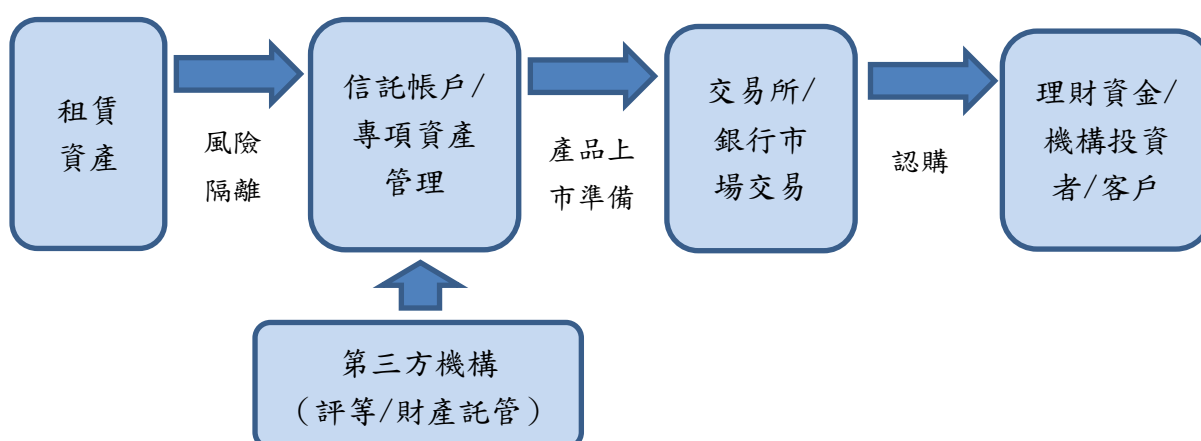 租賃
資產
風險
隔離
信託帳戶/
專項資產
管理
產品上
市準備
交易所/
銀行市
場交易
認購
理財資金/
機構投資
者/客戶
第三方機構
（評等/財產託管）